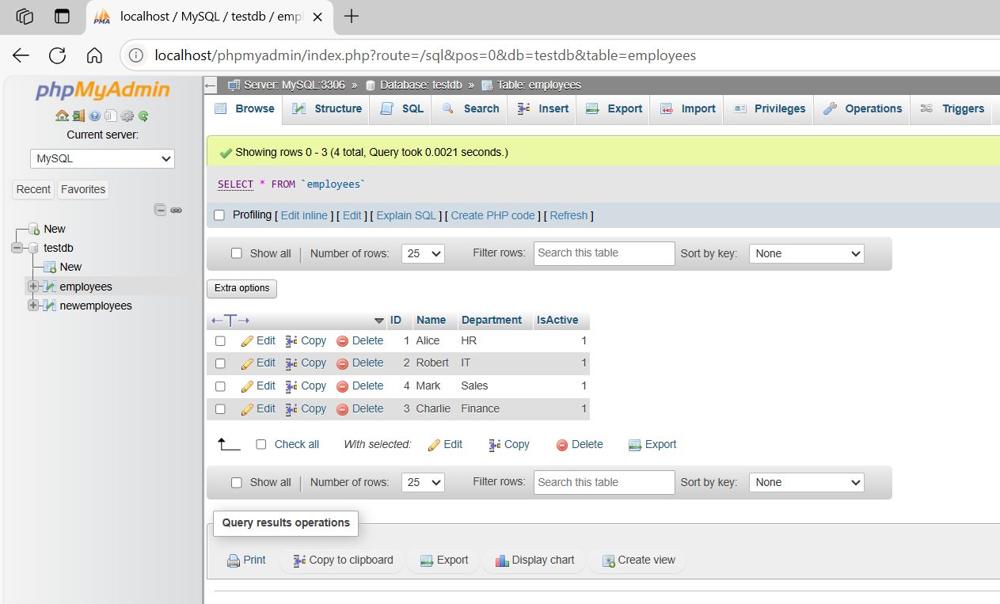 localhost / MySQL / testdb / emp
localhost/phpmyadmin/index.php?route=/sql&pos=0&db=testdb&table=employees
phpMyAdmin
Current server:
MySQL
Recent Favorites
New
testdb
New
employees
newemployees
Server: MySQL:3306 » Database: testdb » Table: employees
Browse Structure SQL Search Insert Export Import Privileges Operations Triggers
Showing rows 0 - 3 (4 total, Query took 0.0021 seconds.)
SELECT * FROM `employees`
Profiling [ Edit inline ] [ Edit ] [ Explain SQL ] [ Create PHP code ] [ Refresh ]
Show all Number of rows: 25 Filter rows: Search this table Sort by key: None
Extra options
ID Name Department IsActive
Edit Copy Delete 1 Alice HR 1
Edit Copy Delete 2 Robert IT 1
Edit Copy Delete 4 Mark Sales 1
Edit Copy Delete 3 Charlie Finance 1
Check all With selected: Edit Copy Delete Export
Show all Number of rows: 25 Filter rows: Search this table Sort by key: None
Query results operations
Print Copy to clipboard Export Display chart Create view